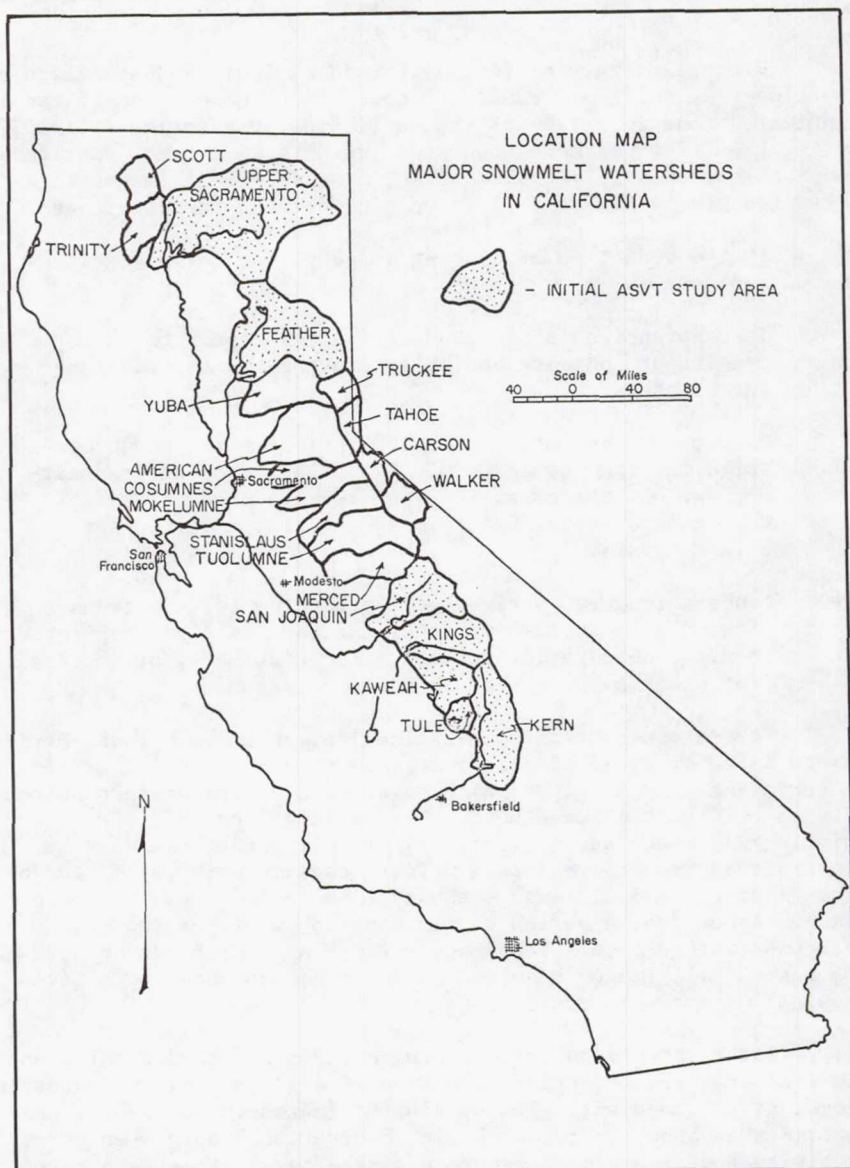 LOCATION MAP
MAJOR SNOWMELT WATERSHEDS
IN CALIFORNIA
- INITIAL ASVT STUDY AREA
Scale of Miles
40 0 40 80
SCOTT
UPPER
SACRAMENTO
TRINITY
FEATHER
TRUCKEE
YUBA
TAHOE
CARSON
AMERICAN
Sacramento
COSUMNES
WALKER
MOKELUMNE
STANISLAUS
TUOLUMNE
San
Francisco
Modesto
MERCED
SAN JOAQUIN
KINGS
KAWEAH
TULE
KERN
Bakersfield
N
Los Angeles